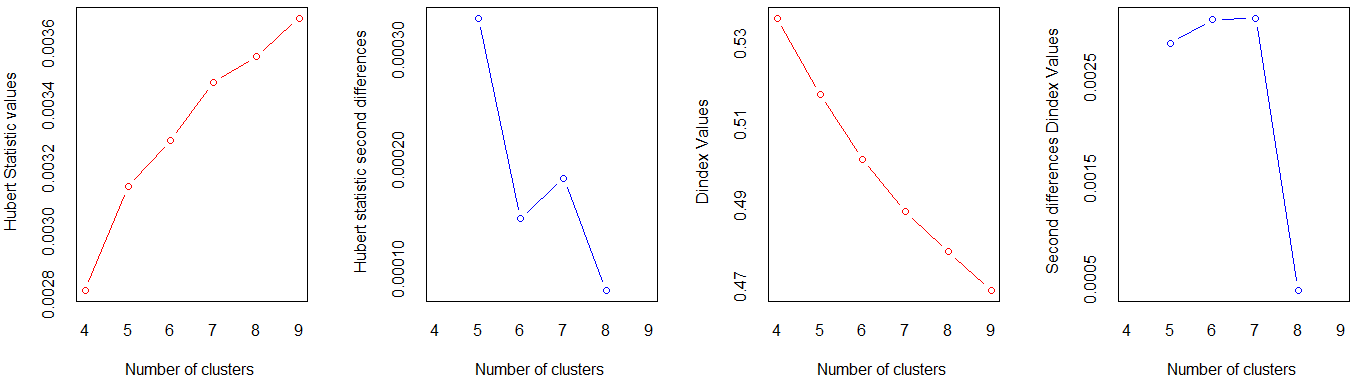 Hubert Statistic values
0.0028 0.0030 0.0032 0.0034 0.0036
4 5 6 7 8 9
Number of clusters
Hubert statistic second differences
0.00010 0.00020 0.00030
4 5 6 7 8 9
Number of clusters
Dindex Values
0.47 0.49 0.51 0.53
4 5 6 7 8 9
Number of clusters
Second differences Dindex Values
0.0005 0.0015 0.0025
4 5 6 7 8 9
Number of clusters